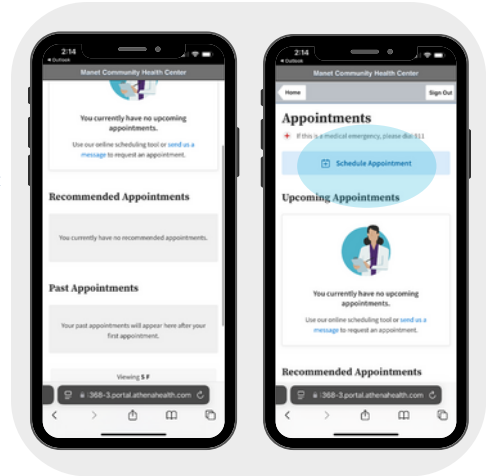 2:14
◂ Outlook
Manet Community Health Center
You currently have no upcoming
appointments.
Use our online scheduling tool or send us a
message to request an appointment.
Recommended Appointments
You currently have no recommended appointments.
Past Appointments
Your past appointments will appear here after your
first appointment.
Viewing
:368-3.portal.athenahealth.com
2:14
◂ Outlook
Manet Community Health Center
Home
Sign Out
Appointments
If this is a medical emergency, please dial 911
Schedule Appointment
Upcoming Appointments
You currently have no upcoming
appointments.
Use our online scheduling tool or send us a
message to request an appointment.
Recommended Appointments
:368-3.portal.athenahealth.com